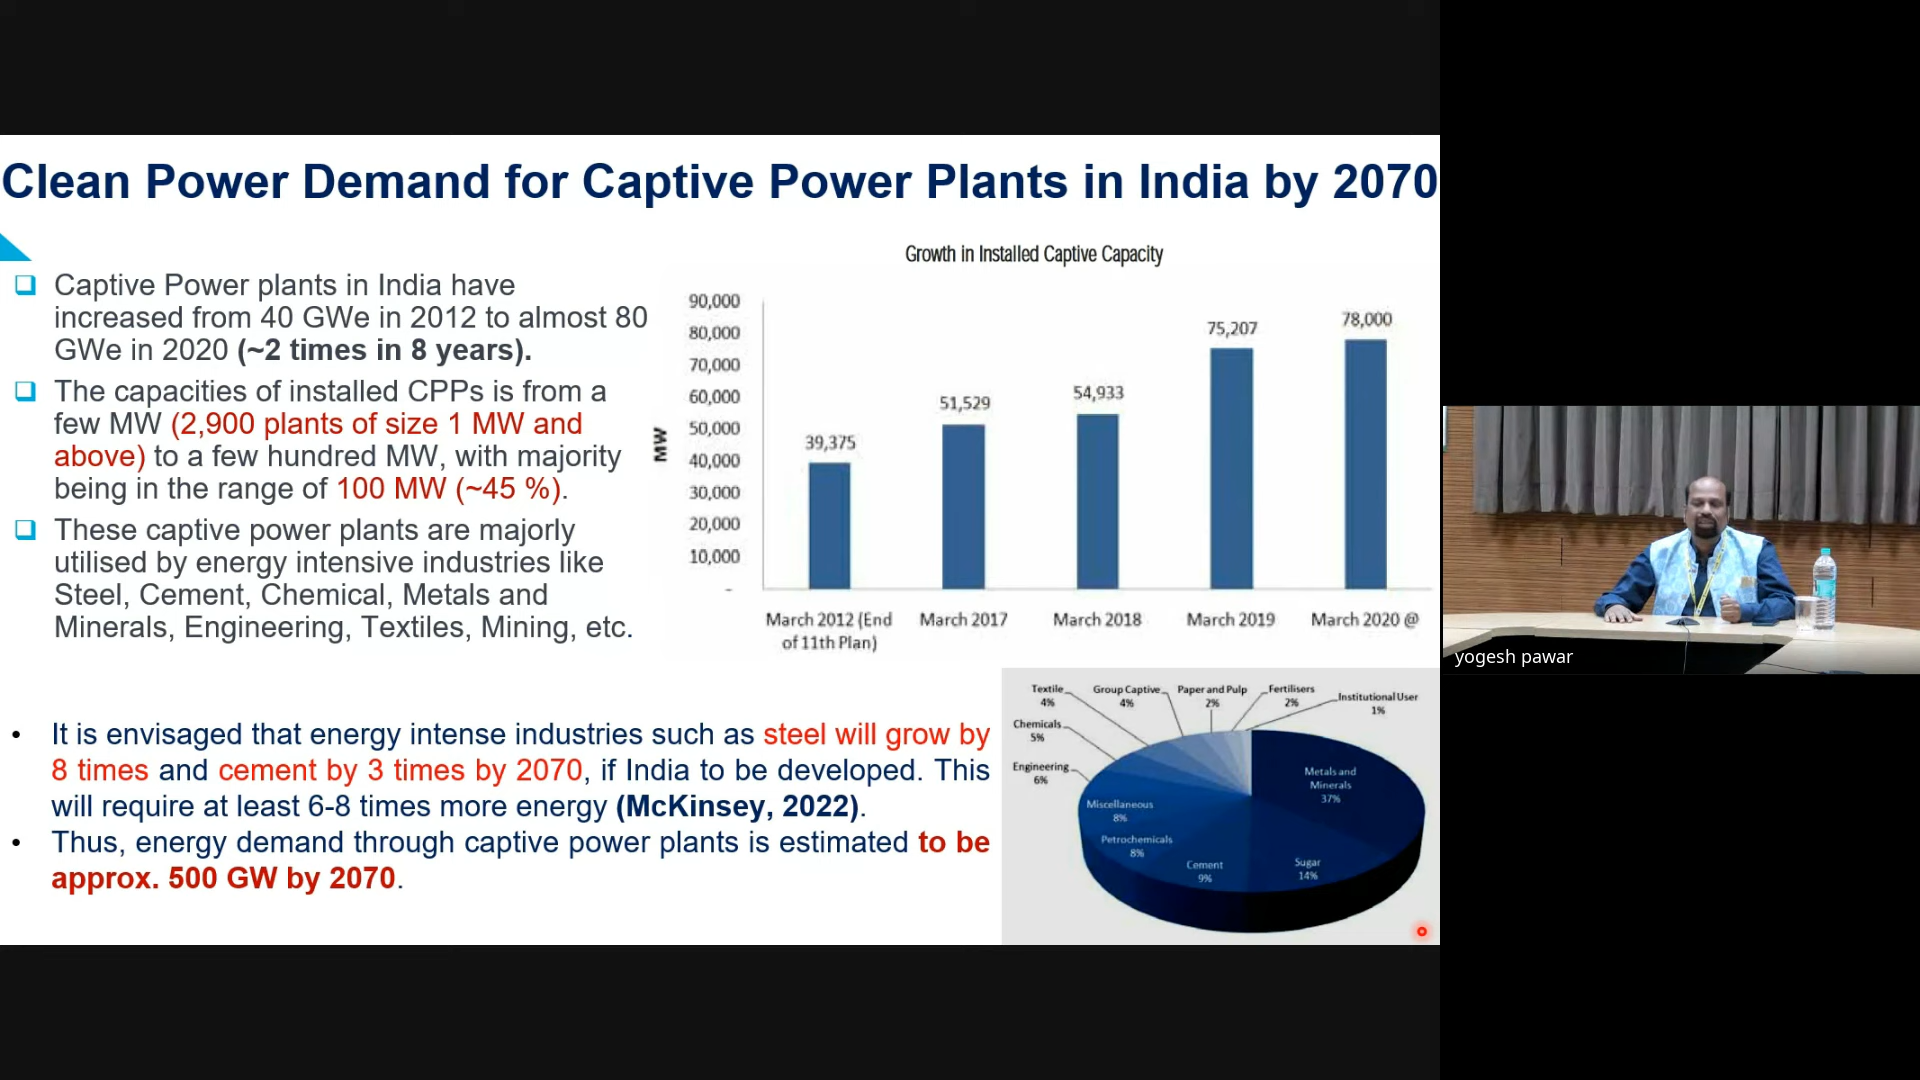 Clean Power Demand for Captive Power Plants in India by 2070
Captive Power plants in India have
increased from 40 GWe in 2012 to almost 80
GWe in 2020 (~2 times in 8 years).
The capacities of installed CPPs is from a
few MW (2,900 plants of size 1 MW and
above) to a few hundred MW, with majority
being in the range of 100 MW (~45 %).
These captive power plants are majorly
utilised by energy intensive industries like
Steel, Cement, Chemical, Metals and
Minerals, Engineering, Textiles, Mining, etc.
Growth in Installed Captive Capacity
MW
90,000
80,000
70,000
60,000
50,000
40,000
30,000
20,000
10,000
-
39,375
51,529
54,933
75,207
78,000
March 2012 (End
of 11th Plan)
March 2017
March 2018
March 2019
March 2020 @
It is envisaged that energy intense industries such as steel will grow by
8 times and cement by 3 times by 2070, if India to be developed. This
will require at least 6-8 times more energy (McKinsey, 2022).
Thus, energy demand through captive power plants is estimated to be
approx. 500 GW by 2070.
Textile
4%
Group Captive
4%
Paper and Pulp
2%
Fertilisers
2%
Institutional User
1%
Chemicals
5%
Engineering
6%
Miscellaneous
8%
Petrochemicals
8%
Cement
9%
Sugar
14%
Metals and
Minerals
37%
yogesh pawar